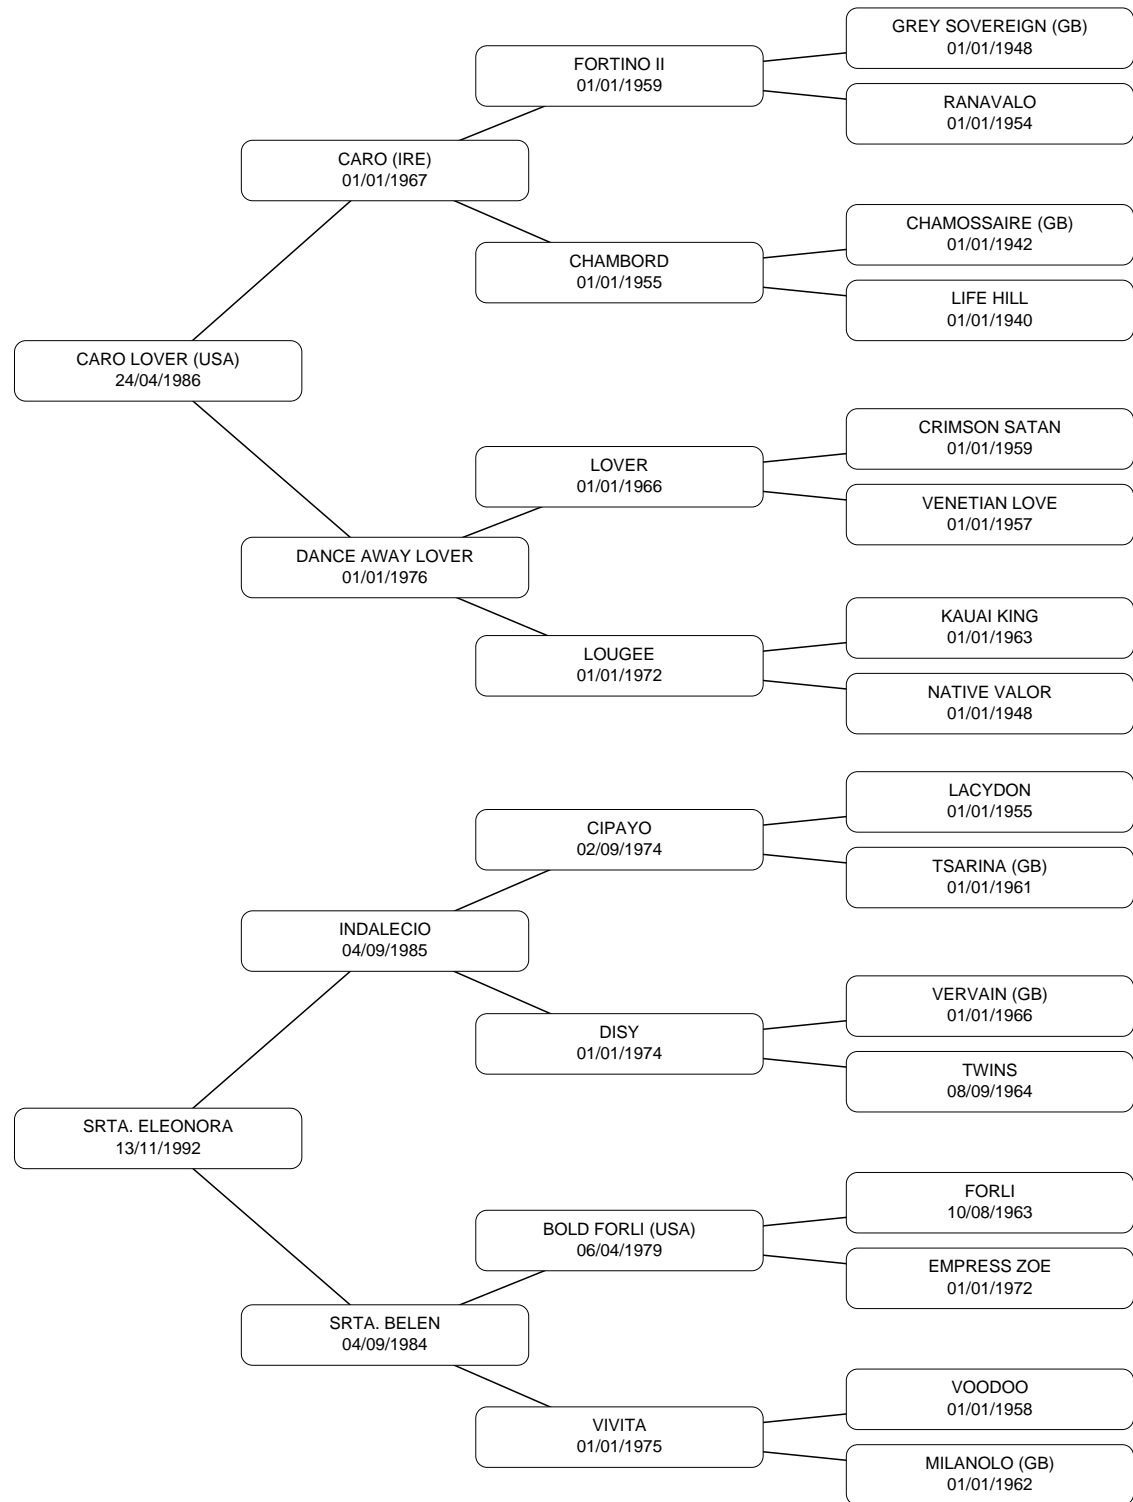 GREY SOVEREIGN (GB)
01/01/1948
FORTINO II
01/01/1959
RANAVALO
01/01/1954
CARO (IRE)
01/01/1967
CHAMOSSAIRE (GB)
01/01/1942
CHAMBORD
01/01/1955
LIFE HILL
01/01/1940
CARO LOVER (USA)
24/04/1986
CRIMSON SATAN
01/01/1959
LOVER
01/01/1966
VENETIAN LOVE
01/01/1957
DANCE AWAY LOVER
01/01/1976
KAUAI KING
01/01/1963
LOUGEE
01/01/1972
NATIVE VALOR
01/01/1948
LACYDON
01/01/1955
CIPAYO
02/09/1974
TSARINA (GB)
01/01/1961
INDALECIO
04/09/1985
VERVAIN (GB)
01/01/1966
DISY
01/01/1974
TWINS
08/09/1964
SRTA. ELEONORA
13/11/1992
FORLI
10/08/1963
BOLD FORLI (USA)
06/04/1979
EMPRESS ZOE
01/01/1972
SRTA. BELEN
04/09/1984
VOODOO
01/01/1958
VIVITA
01/01/1975
MILANOLO (GB)
01/01/1962